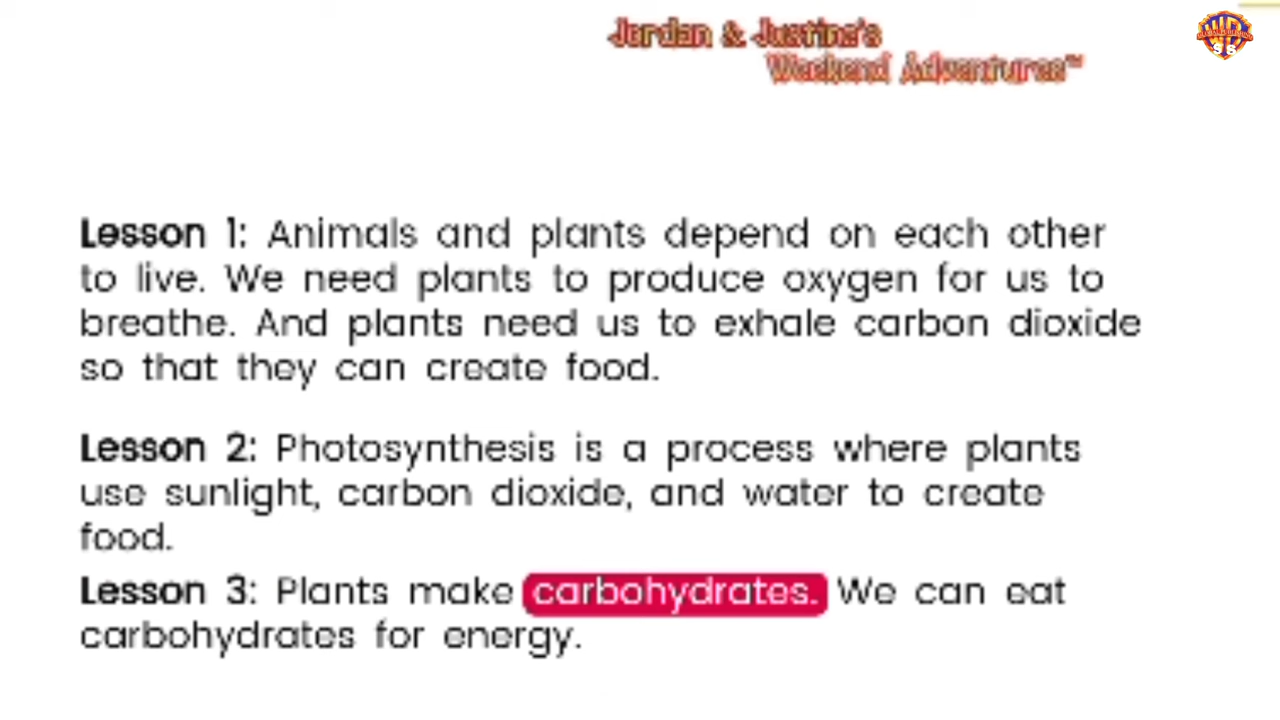 Jordan & Justina's
Weekend Adventures™
Lesson 1: Animals and plants depend on each other
to live. We need plants to produce oxygen for us to
breathe. And plants need us to exhale carbon dioxide
so that they can create food.
Lesson 2: Photosynthesis is a process where plants
use sunlight, carbon dioxide, and water to create
food.
Lesson 3: Plants make carbohydrates. We can eat
carbohydrates for energy.